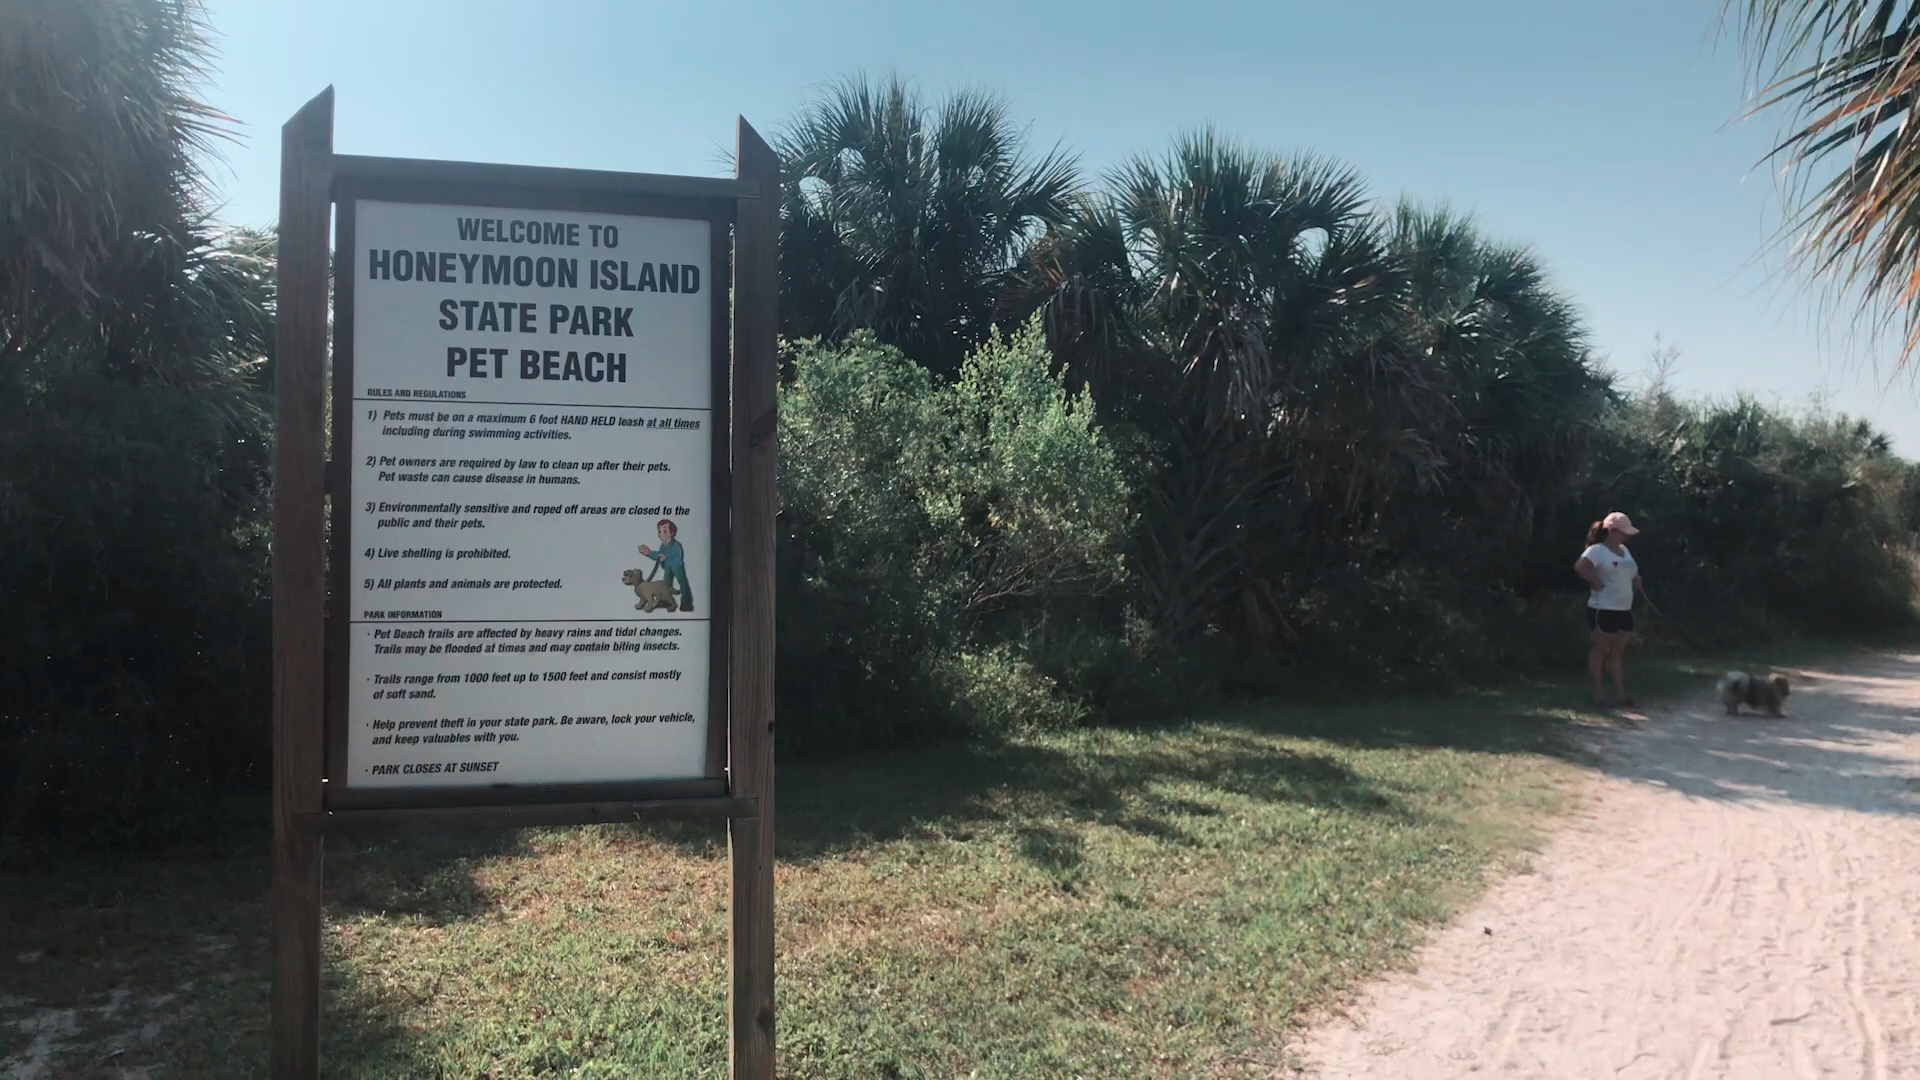 WELCOME TO
HONEYMOON ISLAND
STATE PARK
PET BEACH
RULES AND REGULATIONS
1) Pets must be on a maximum 6 foot HAND HELD leash at all times
including during swimming activities.
2) Pet owners are required by law to clean up after their pets.
Pet waste can cause disease in humans.
3) Environmentally sensitive and roped off areas are closed to the
public and their pets.
4) Live shelling is prohibited.
5) All plants and animals are protected.
PARK INFORMATION
· Pet Beach trails are affected by heavy rains and tidal changes.
Trails may be flooded at times and may contain biting insects.
· Trails range from 1000 feet up to 1500 feet and consist mostly
of soft sand.
· Help prevent theft in your state park. Be aware, lock your vehicle,
and keep valuables with you.
· PARK CLOSES AT SUNSET